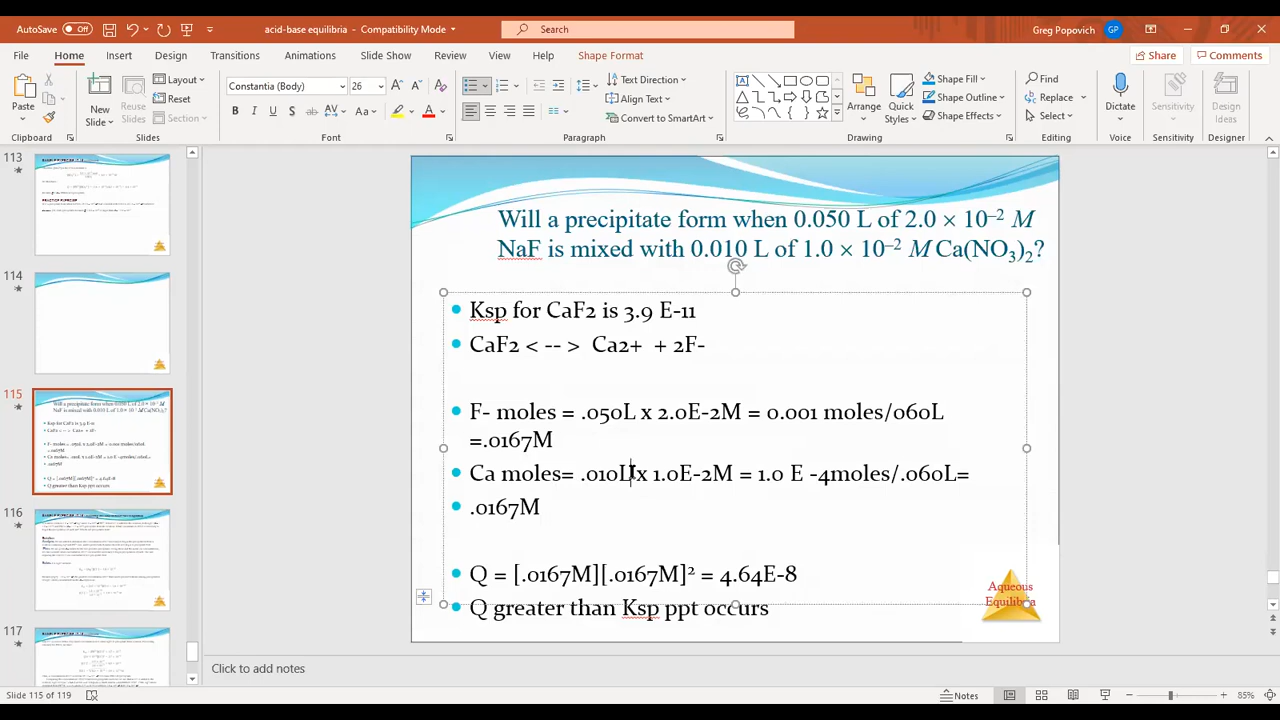 AutoSave Off acid-base equilibria - Compatibility Mode Search Greg Popovich GP
File Home Insert Design Transitions Animations Slide Show Review View Help Shape Format Share Comments
Paste New Slide Reuse Slides Layout Reset Section Constantia (Body) 26 Text Direction Align Text Convert to SmartArt Arrange Quick Styles Shape Fill Shape Outline Shape Effects Find Replace Select Dictate Sensitivity Design Ideas
Clipboard Slides Font Paragraph Drawing Editing Voice Sensitivity Designer
113
114
115
116
117
Will a precipitate form when 0.050 L of 2.0 × 10–2 M
NaF is mixed with 0.010 L of 1.0 × 10–2 M Ca(NO3)2?
• Ksp for CaF2 is 3.9 E-11
• CaF2 < -- > Ca2+ + 2F-
• F- moles = .050L x 2.0E-2M = 0.001 moles/060L
=.0167M
• Ca moles= .010L x 1.0E-2M = 1.0 E -4moles/.060L=
• .0167M
• Q = [.0167M][.0167M]² = 4.64E-8
• Q greater than Ksp ppt occurs
Aqueous
Equilibria
Click to add notes
Slide 115 of 119 Notes 85%